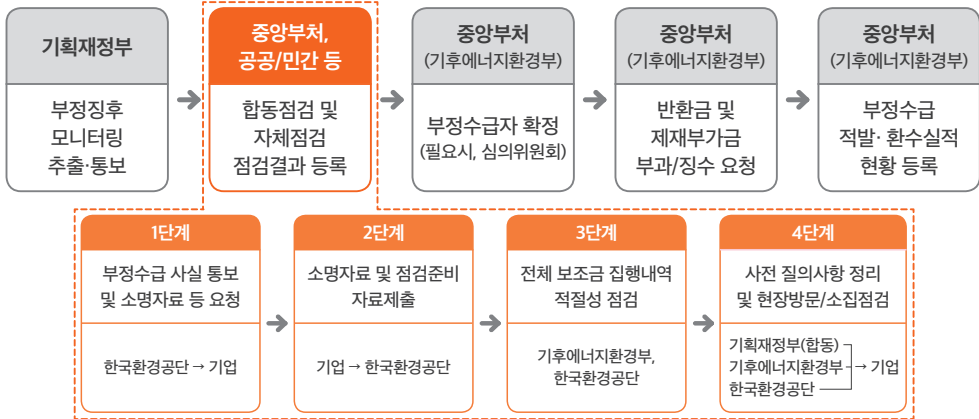 기획재정부
부정징후
모니터링
추출·통보
중앙부처,
공공/민간 등
합동점검 및
자체점검
점검결과 등록
중앙부처
(기후에너지환경부)
부정수급자 확정
(필요시, 심의위원회)
중앙부처
(기후에너지환경부)
반환금 및
제재부가금
부과/징수 요청
중앙부처
(기후에너지환경부)
부정수급
적발· 환수실적
현황 등록
1단계
부정수급 사실 통보
및 소명자료 등 요청
한국환경공단 → 기업
2단계
소명자료 및 점검준비
자료제출
기업 → 한국환경공단
3단계
전체 보조금 집행내역
적절성 점검
기후에너지환경부,
한국환경공단
4단계
사전 질의사항 정리
및 현장방문/소집점검
기획재정부(합동)
기후에너지환경부 → 기업
한국환경공단